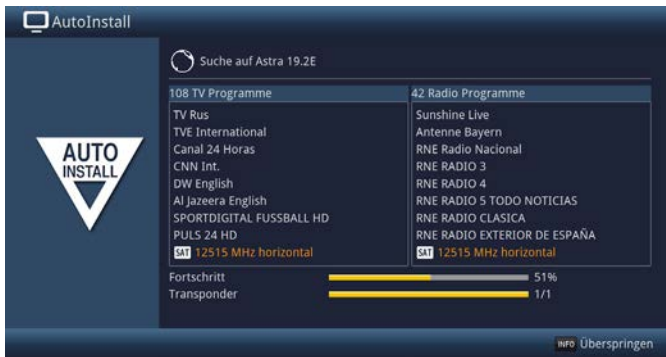 AutoInstall
AUTO
INSTALL
Suche auf Astra 19.2E
108 TV Programme
TV Rus
TVE International
Canal 24 Horas
CNN Int.
DW English
Al Jazeera English
SPORTDIGITAL FUSSBALL HD
PULS 24 HD
SAT 12515 MHz horizontal
42 Radio Programme
Sunshine Live
Antenne Bayern
RNE Radio Nacional
RNE RADIO 3
RNE RADIO 4
RNE RADIO 5 TODO NOTICIAS
RNE RADIO CLASICA
RNE RADIO EXTERIOR DE ESPAÑA
SAT 12515 MHz horizontal
Fortschritt 51%
Transponder 1/1
INFO Überspringen